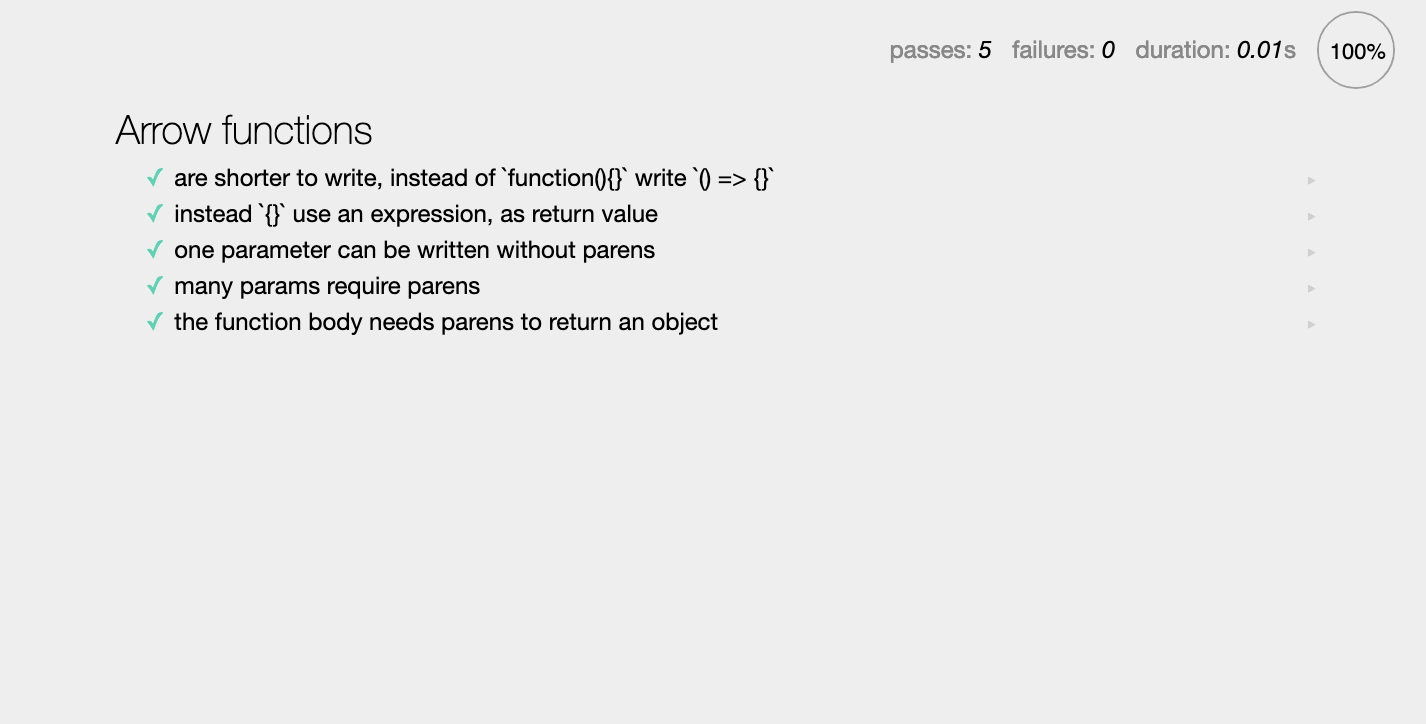 passes: 5 failures: 0 duration: 0.01s 100%
Arrow functions
✓ are shorter to write, instead of `function(){}` write `() => {}`
✓ instead `{}` use an expression, as return value
✓ one parameter can be written without parens
✓ many params require parens
✓ the function body needs parens to return an object